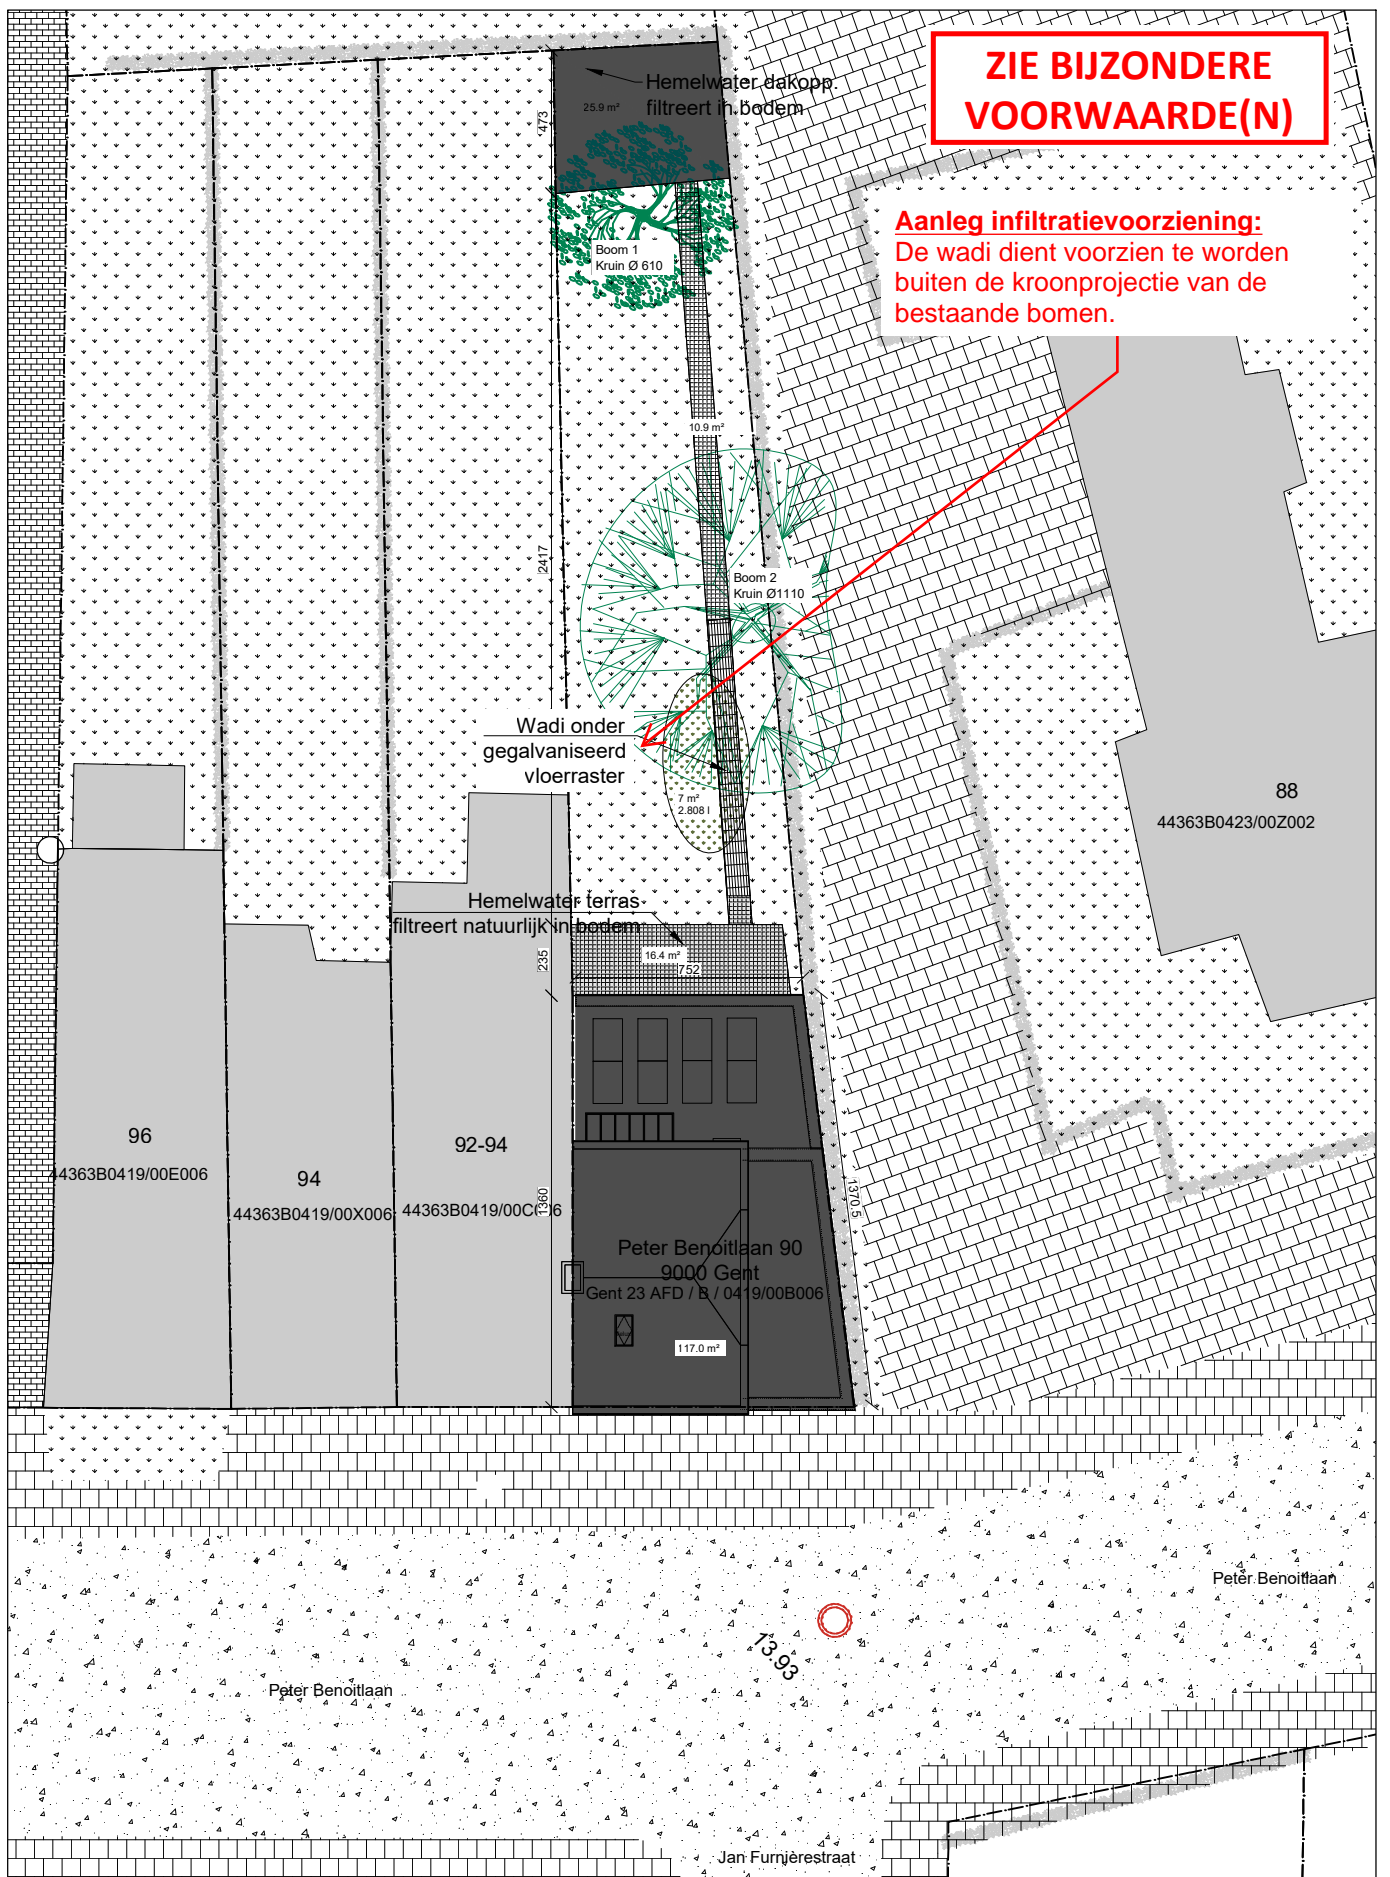 ZIE BIJZONDERE
VOORWAARDE(N)
Hemelwater dakopp.
filtreert in bodem
25.9 m²
473
Aanleg infiltratievoorziening:
De wadi dient voorzien te worden
buiten de kroonprojectie van de
bestaande bomen.
Boom 1
Kruin Ø 610
10.9 m²
2417
Boom 2
Kruin Ø1110
Wadi onder
gegalvaniseerd
vloerraster
7 m²
2.808 l
88
44363B0423/00Z002
Hemelwater terras
filtreert natuurlijk in bodem
235
16.4 m²
752
96
44363B0419/00E006
94
44363B0419/00X006
92-94
44363B0419/00C006
1360
1370.5
Peter Benoitlaan 90
9000 Gent
Gent 23 AFD / B / 0419/00B006
117.0 m²
Peter Benoitlaan
13.93
Peter Benoitlaan
Jan Furnièrestraat